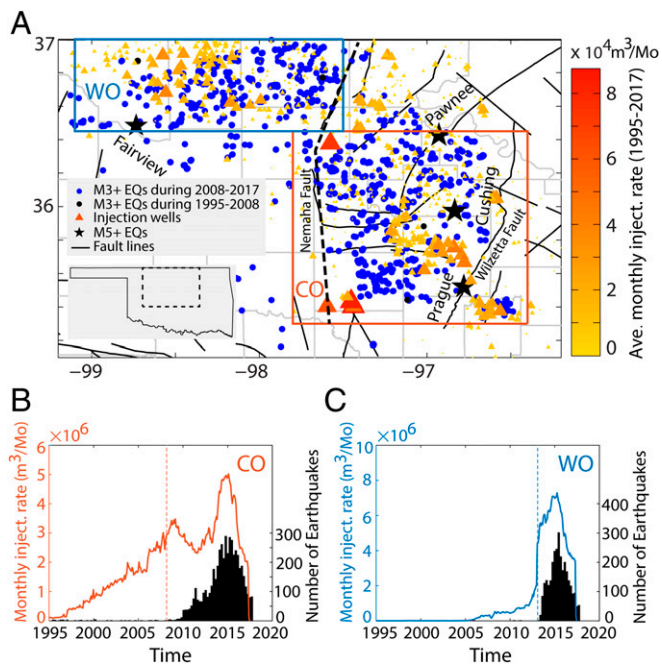 A
37
36
−99
−98
−97
WO
CO
Fairview
Pawnee
Cushing
Prague
Wilzetta Fault
Nemaha Fault
M3+ EQs during 2008-2017
M3+ EQs during 1995-2008
Injection wells
M5+ EQs
Fault lines
× 10⁴ m³/Mo
8
6
4
2
0
Ave. monthly inject. rate (1995-2017)
B
×10⁶
CO
Monthly inject. rate (m³/Mo)
6
5
4
3
2
1
0
300
200
100
0
Number of Earthquakes
1995 2000 2005 2010 2015 2020
Time
C
×10⁶
WO
Monthly inject. rate (m³/Mo)
10
8
6
4
2
0
400
300
200
100
0
Number of Earthquakes
1995 2000 2005 2010 2015 2020
Time